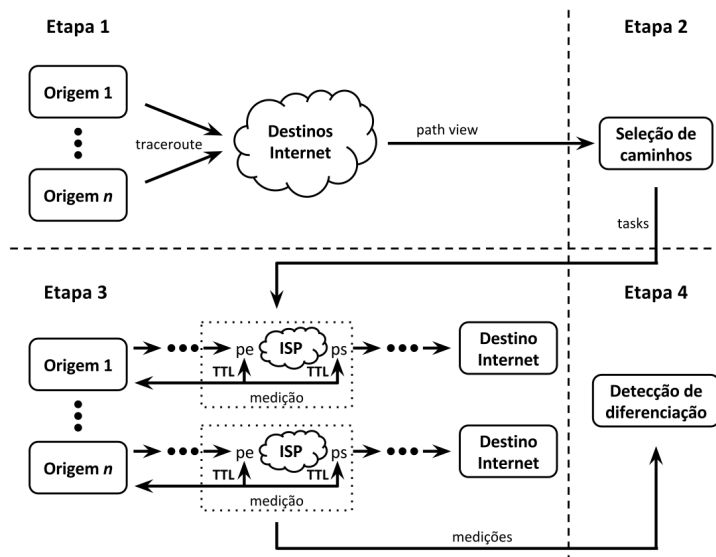 Etapa 1
Etapa 2
Origem 1
traceroute
Origem n
Destinos
Internet
path view
Seleção de
caminhos
tasks
Etapa 3
Etapa 4
Origem 1
pe
ISP
ps
TTL
TTL
medição
Destino
Internet
Origem n
pe
ISP
ps
TTL
TTL
medição
Destino
Internet
Detecção de
diferenciação
medições